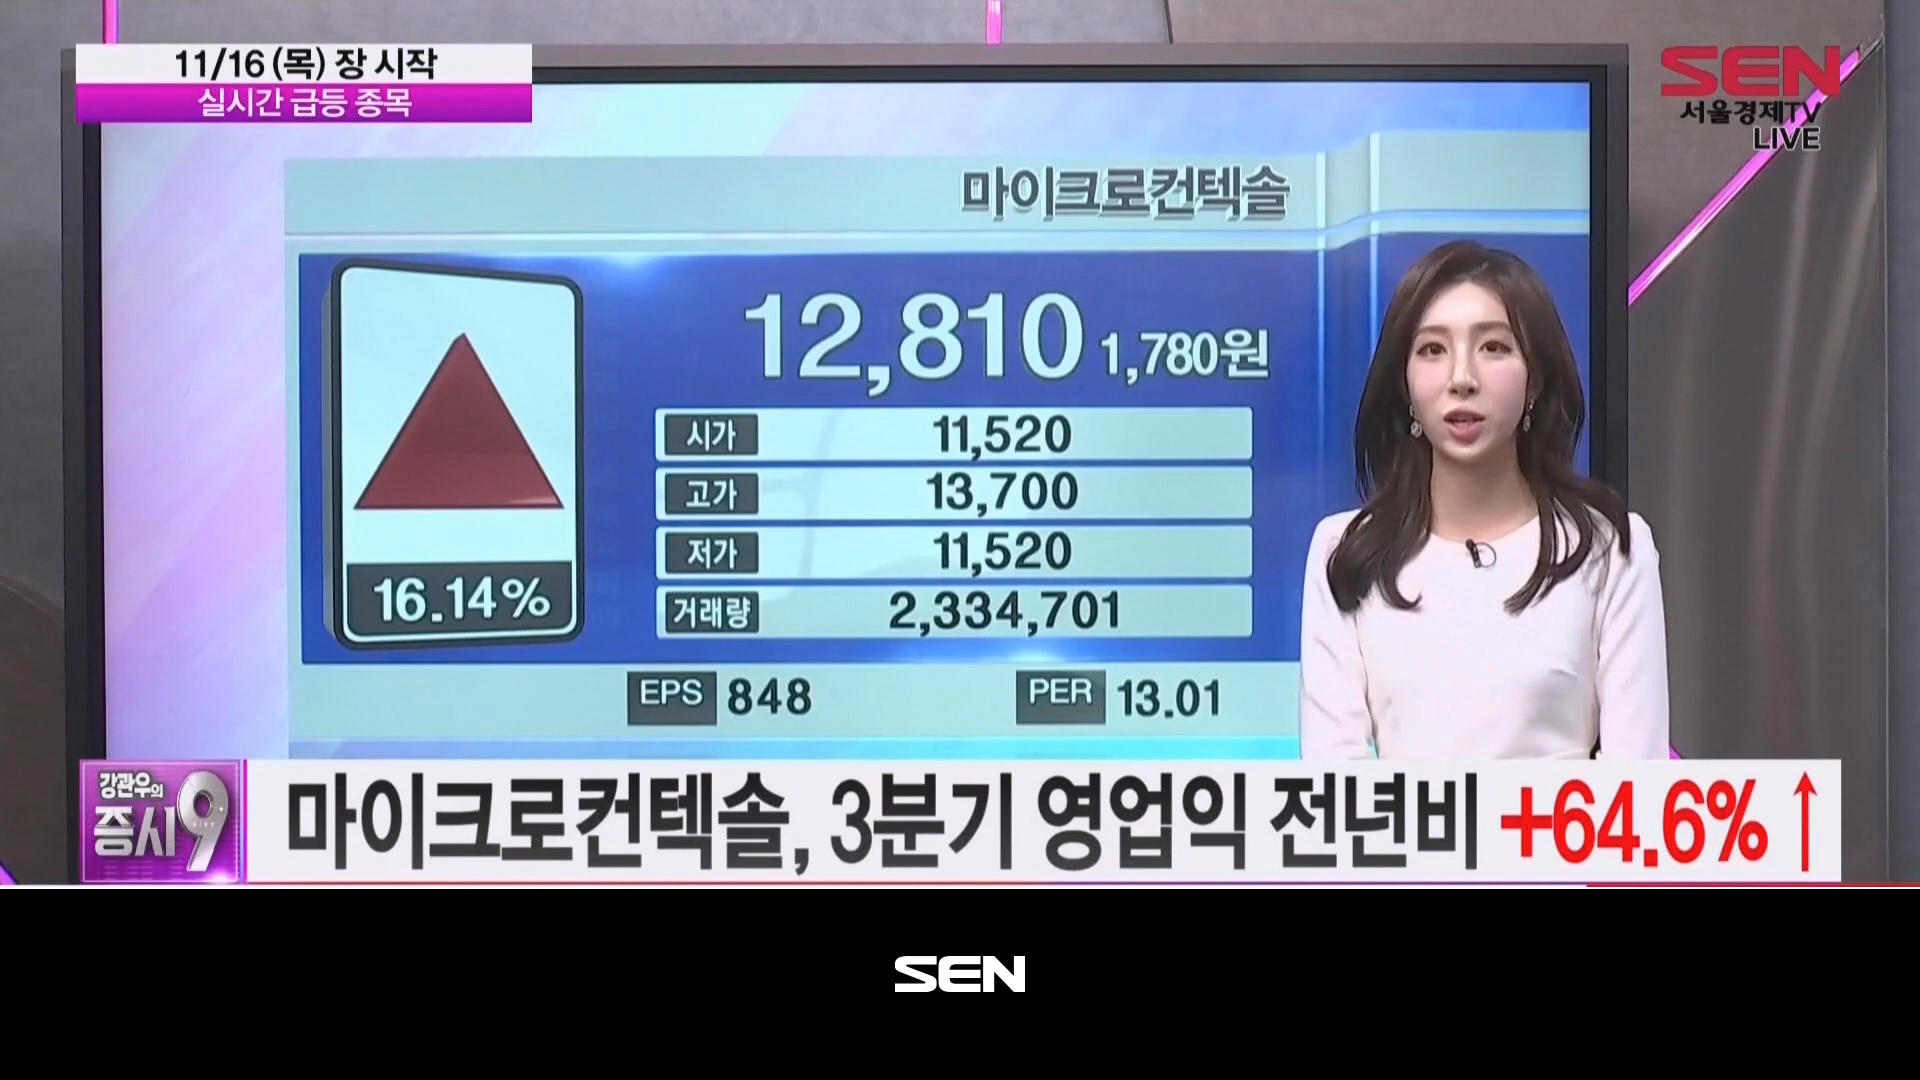 11/16(목) 장 시작
실시간 급등 종목
SEN
서울경제TV
LIVE
마이크로컨텍솔
12,810 1,780원
16.14%
시가 11,520
고가 13,700
저가 11,520
거래량 2,334,701
EPS 848
PER 13.01
강관우의
증시9
마이크로컨텍솔, 3분기 영업익 전년비 +64.6%↑
SEN